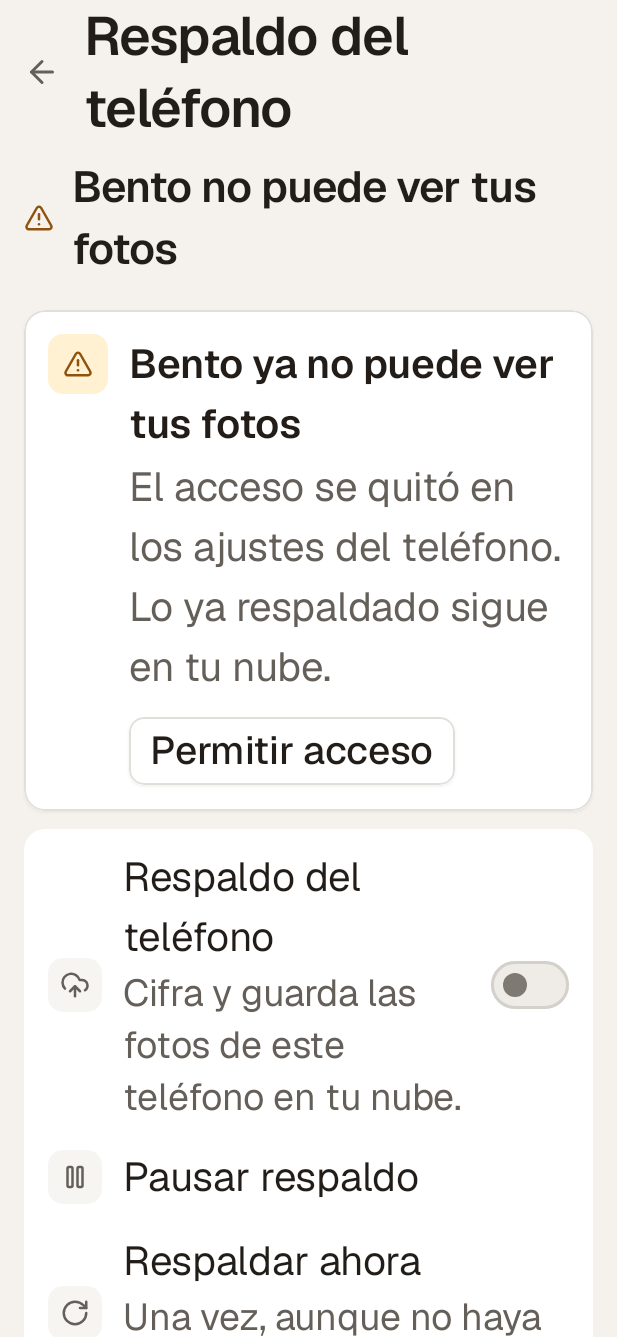 Respaldo del
teléfono
Bento no puede ver tus
fotos
Bento ya no puede ver
tus fotos
El acceso se quitó en
los ajustes del teléfono.
Lo ya respaldado sigue
en tu nube.
Permitir acceso
Respaldo del
teléfono
Cifra y guarda las
fotos de este
teléfono en tu nube.
Pausar respaldo
Respaldar ahora
Una vez, aunque no haya